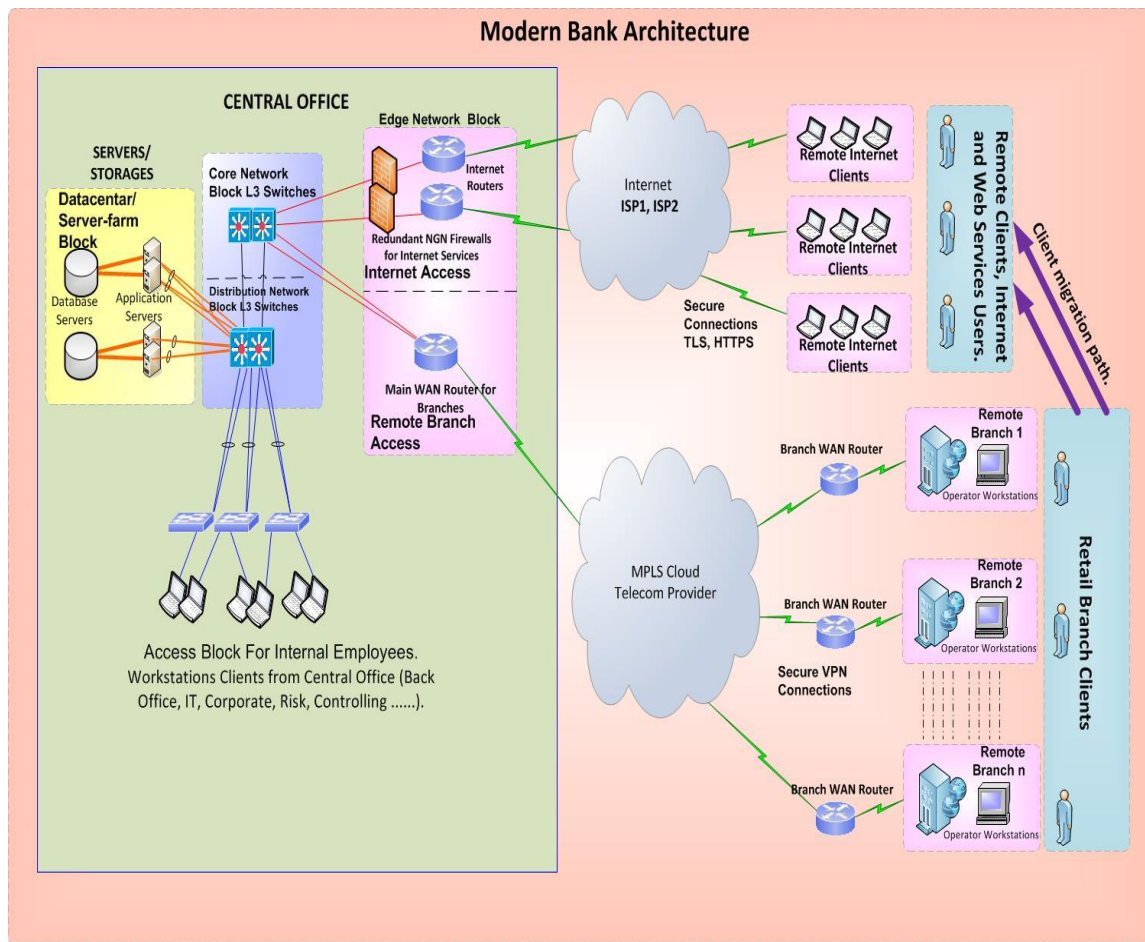 Modern Bank Architecture
CENTRAL OFFICE
SERVERS/
STORAGES
Datacentar/
Server-farm
Block
Database
Servers
Application
Servers
Core Network
Block L3 Switches
Distribution Network
Block L3 Switches
Edge Network Block
Internet
Routers
Redundant NGN Firewalls
for Internet Services
Internet Access
Main WAN Router for
Branches
Remote Branch
Access
Access Block For Internal Employees.
Workstations Clients from Central Office (Back
Office, IT, Corporate, Risk, Controlling ......).
Internet
ISP1, ISP2
Secure
Connections
TLS, HTTPS
Remote Internet
Clients
Remote Internet
Clients
Remote Internet
Clients
Remote Clients, Internet
and Web Services Users.
Client migration path.
MPLS Cloud
Telecom Provider
Branch WAN Router
Branch WAN Router
Secure VPN
Connections
Branch WAN Router
Remote
Branch 1
Operator Workstations
Remote
Branch 2
Operator Workstations
Remote
Branch n
Operator Workstations
Retail Branch Clients